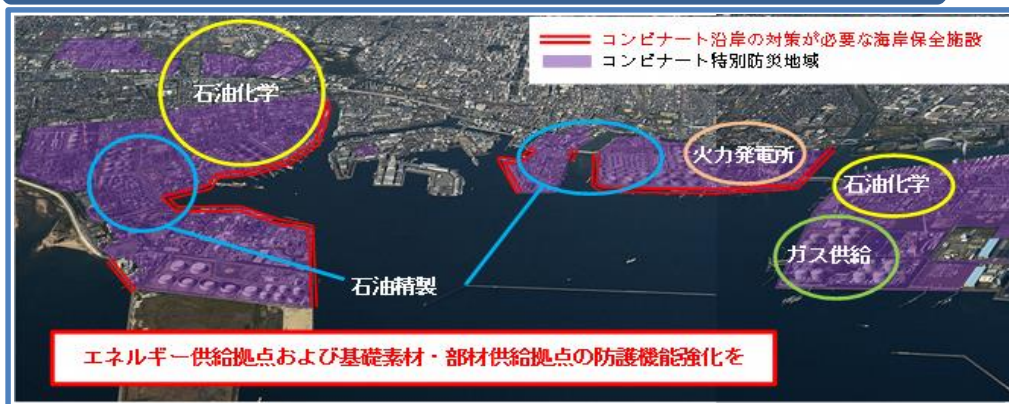 コンビナート沿岸の対策が必要な海岸保全施設
コンビナート特別防災地域
石油化学
火力発電所
石油化学
ガス供給
石油精製
エネルギー供給拠点および基礎素材・部材供給拠点の防護機能強化を